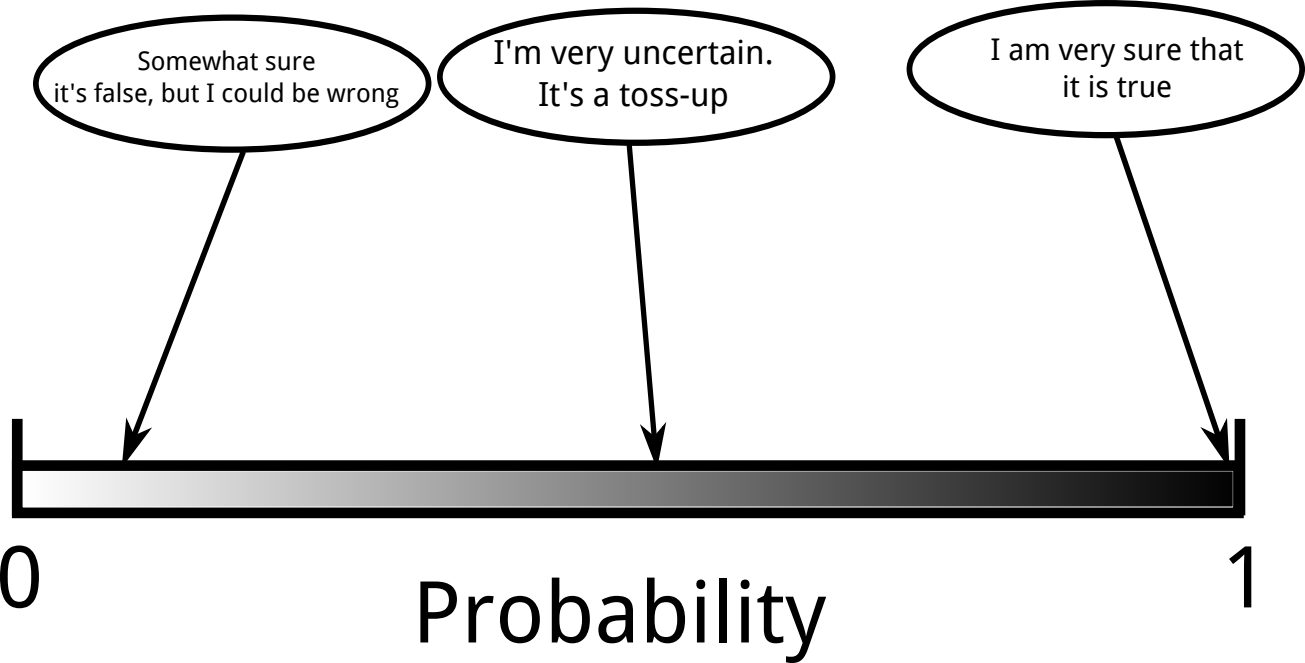 Somewhat sure
it's false, but I could be wrong
I'm very uncertain.
It's a toss-up
I am very sure that
it is true
0
1
Probability